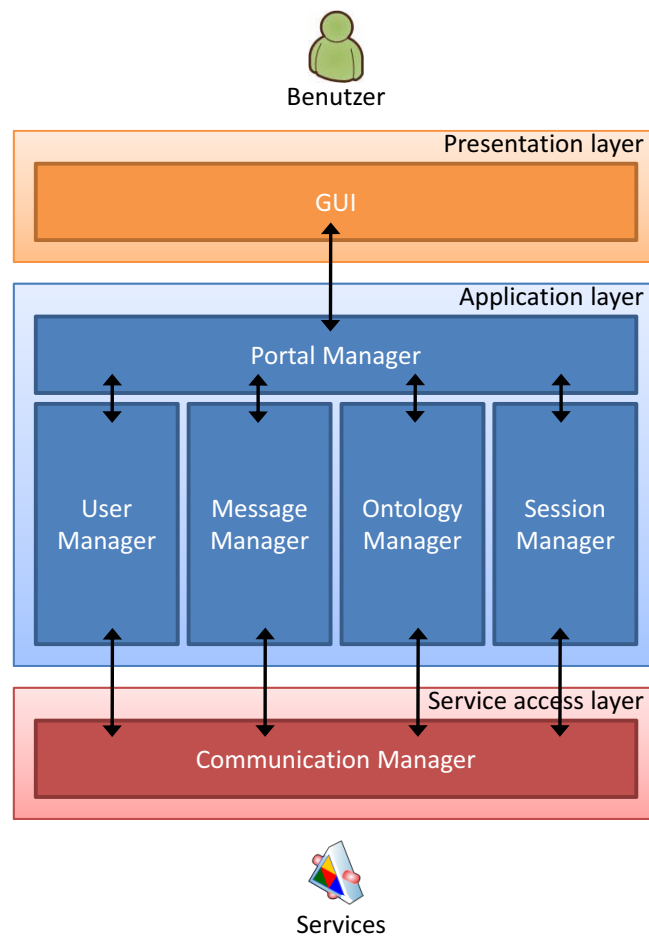 Benutzer
Presentation layer
GUI
Application layer
Portal Manager
User
Manager
Message
Manager
Ontology
Manager
Session
Manager
Service access layer
Communication Manager
Services